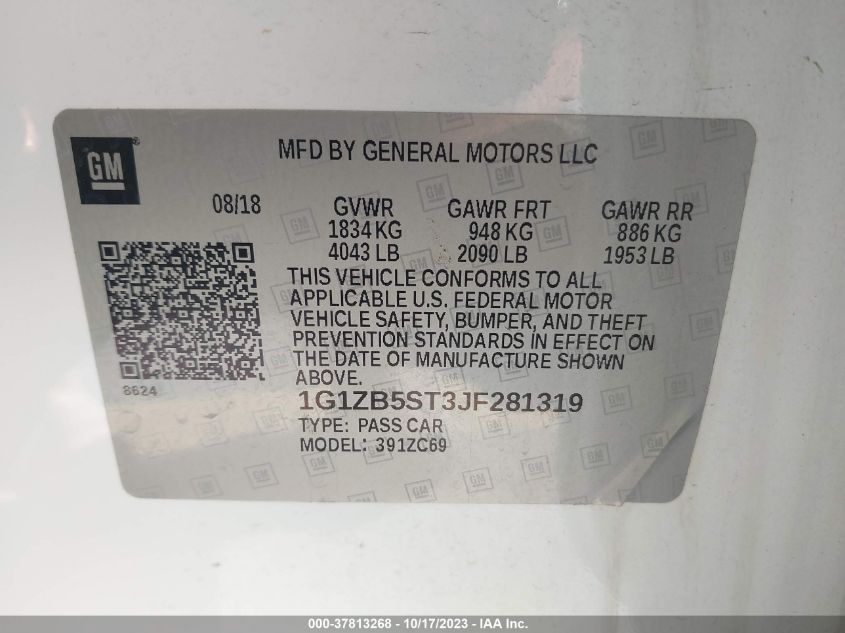 GM
MFD BY GENERAL MOTORS LLC
08/18
GVWR
1834 KG
4043 LB
GAWR FRT
948 KG
2090 LB
GAWR RR
886 KG
1953 LB
THIS VEHICLE CONFORMS TO ALL
APPLICABLE U.S. FEDERAL MOTOR
VEHICLE SAFETY, BUMPER, AND THEFT
PREVENTION STANDARDS IN EFFECT ON
THE DATE OF MANUFACTURE SHOWN
ABOVE.
8624
1G1ZB5ST3JF281319
TYPE: PASS CAR
MODEL: 391ZC69
000-37813268 - 10/17/2023 - IAA Inc.